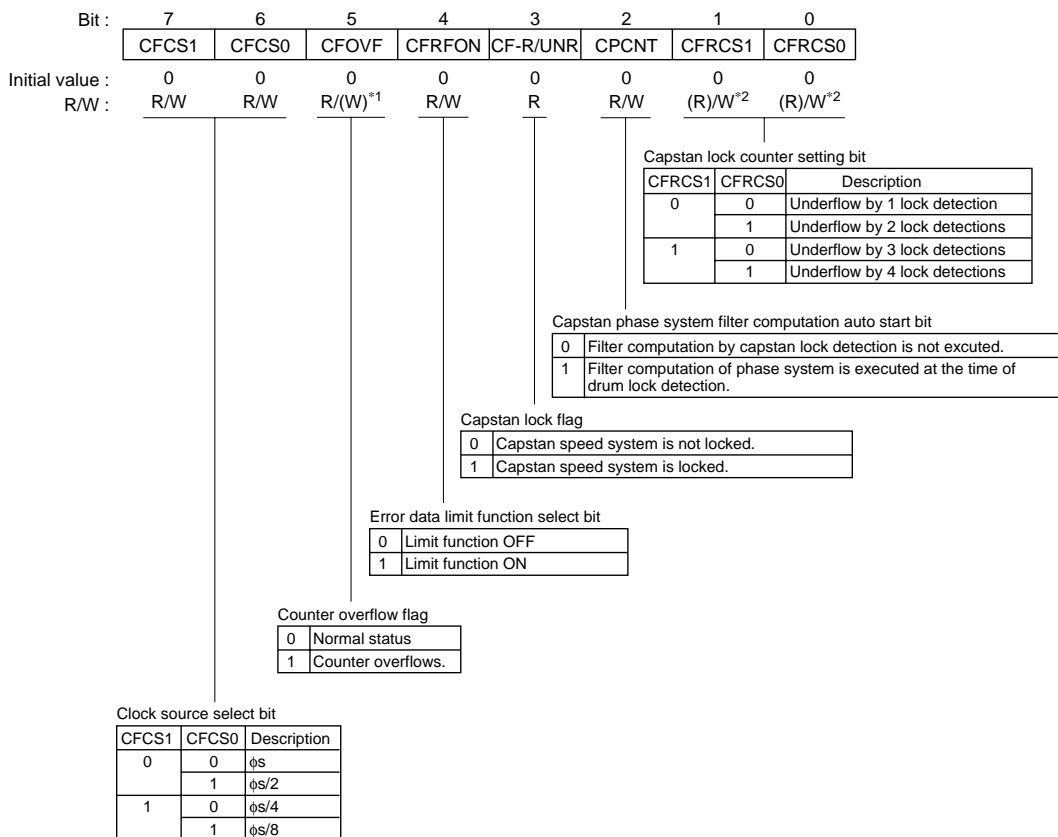 Bit : 7 6 5 4 3 2 1 0
CFCS1 CFCS0 CFOVF CFRFON CF-R/UNR CPCNT CFRCS1 CFRCS0
Initial value : 0 0 0 0 0 0 0 0
R/W : R/W R/W R/(W)*1 R/W R R/W (R)/W*2 (R)/W*2
Capstan lock counter setting bit
CFRCS1 CFRCS0 Description
0 0 Underflow by 1 lock detection
1 Underflow by 2 lock detections
1 0 Underflow by 3 lock detections
1 Underflow by 4 lock detections
Capstan phase system filter computation auto start bit
0 Filter computation by capstan lock detection is not excuted.
1 Filter computation of phase system is executed at the time of
drum lock detection.
Capstan lock flag
0 Capstan speed system is not locked.
1 Capstan speed system is locked.
Error data limit function select bit
0 Limit function OFF
1 Limit function ON
Counter overflow flag
0 Normal status
1 Counter overflows.
Clock source select bit
CFCS1 CFCS0 Description
0 0 ϕs
1 ϕs/2
1 0 ϕs/4
1 ϕs/8